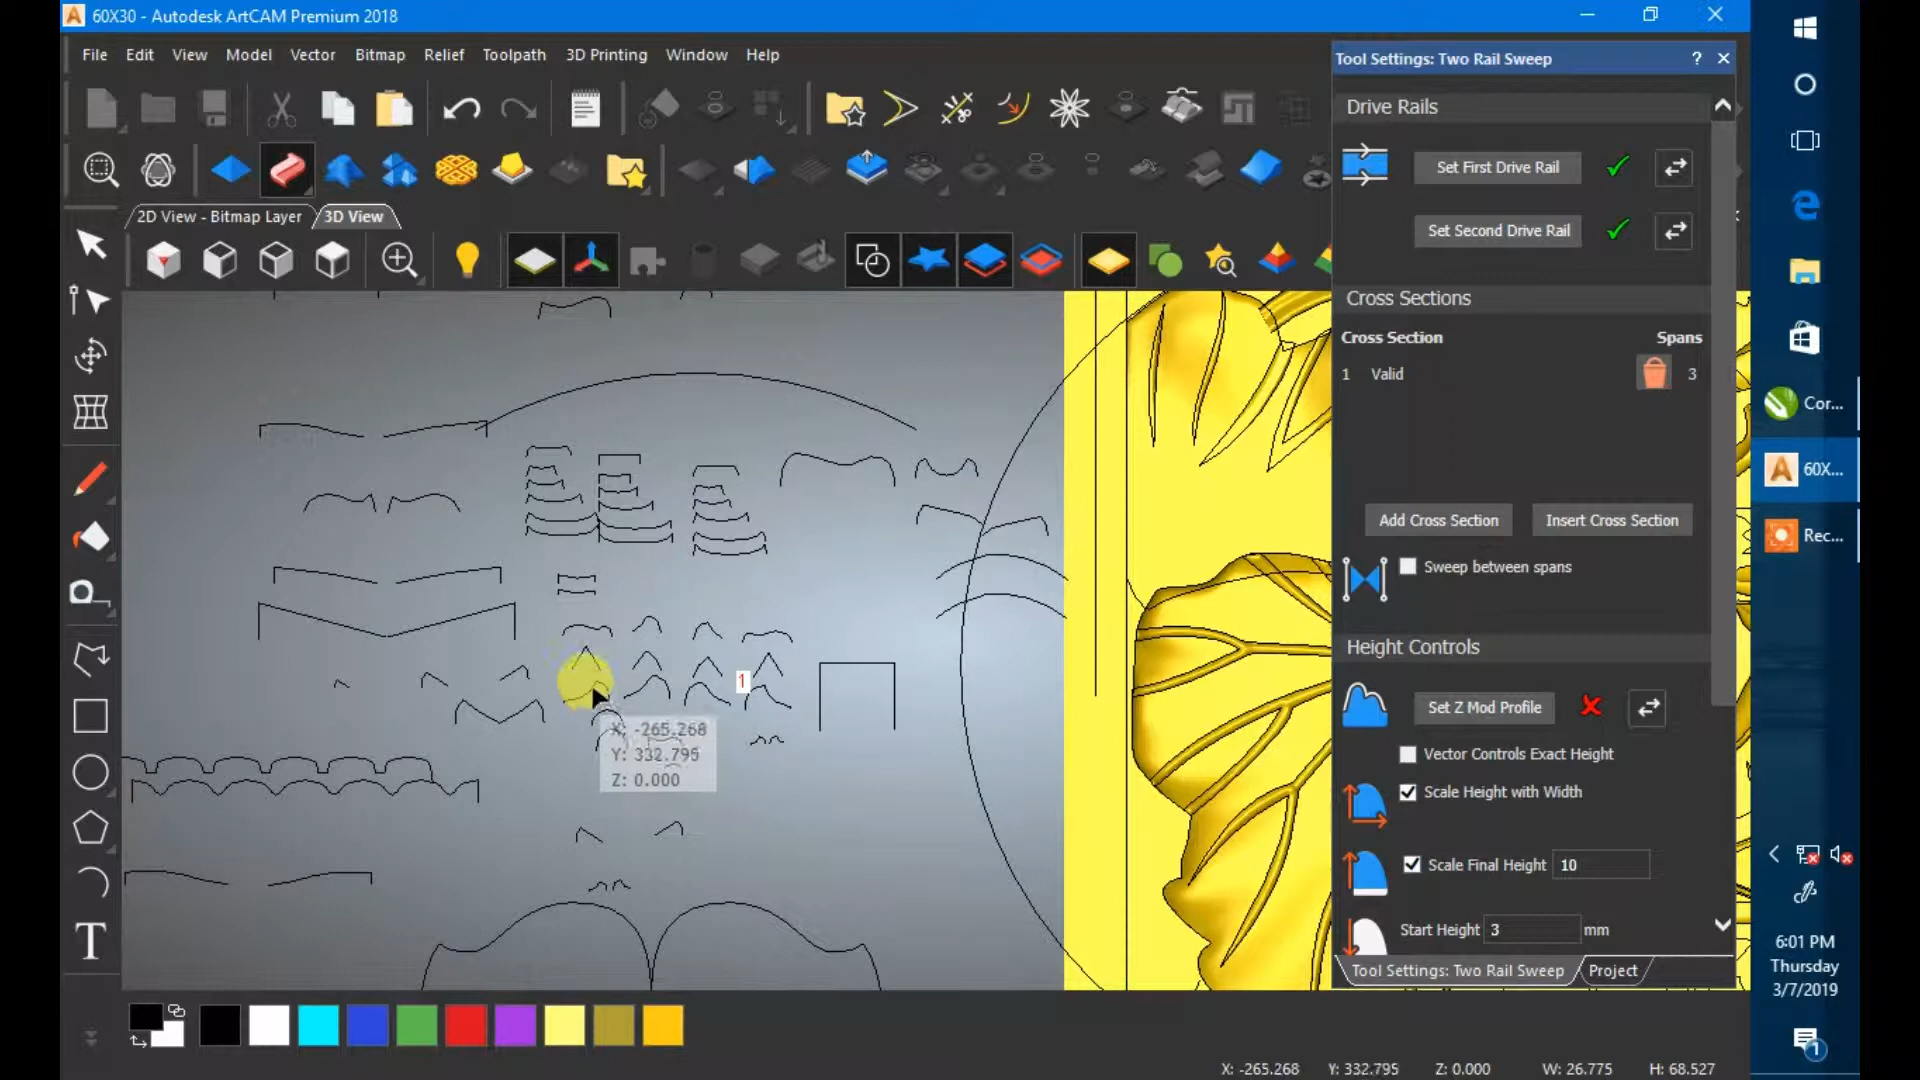 60X30 - Autodesk ArtCAM Premium 2018
File Edit View Model Vector Bitmap Relief Toolpath 3D Printing Window Help
Tool Settings: Two Rail Sweep ?
Drive Rails
Set First Drive Rail
Set Second Drive Rail
2D View - Bitmap Layer 3D View
Cross Sections
Cross Section Spans
1 Valid 3
Add Cross Section Insert Cross Section
Sweep between spans
Height Controls
Set Z Mod Profile
Vector Controls Exact Height
Scale Height with Width
Scale Final Height 10
Start Height 3 mm
Tool Settings: Two Rail Sweep Project
1
X: -265.268
Y: 332.795
Z: 0.000
T
X: -265.268 Y: 332.795 Z: 0.000 W: 26.775 H: 68.527
Cor...
60X...
Rec...
6:01 PM
Thursday
3/7/2019
1